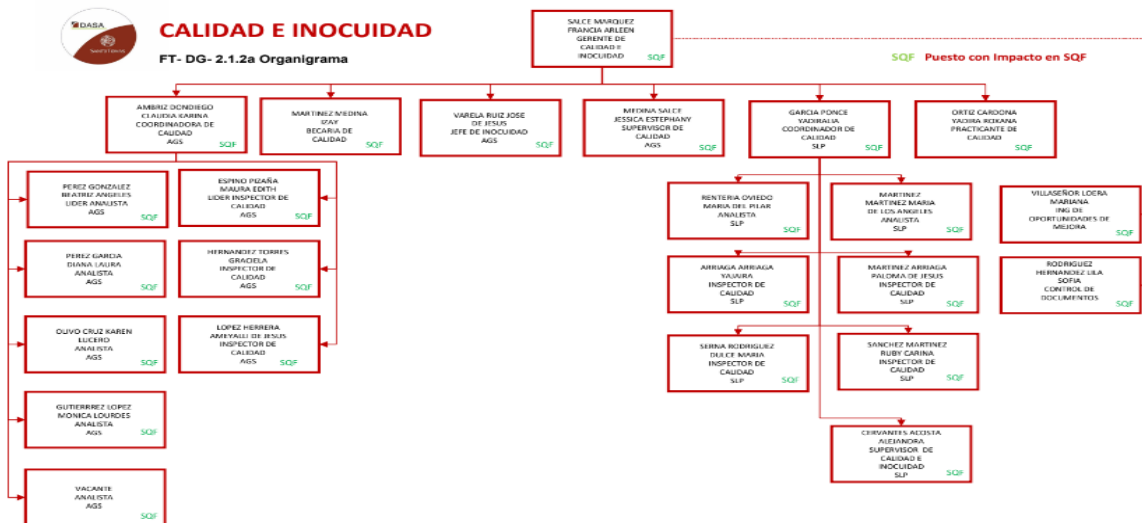 DASA
CALIDAD E INOCUIDAD
FT- DG- 2.1.2a Organigrama
SALCE MARQUEZ
FRANCIA ARLEEN
GERENTE DE
CALIDAD E
INOCUIDAD
SQF
SQF Puesto con Impacto en SQF
AMBRIZ DONDIEGO
CLAUDIA KARINA
COORDINADORA DE
CALIDAD
AGS
SQF
MARTINEZ MEDINA
IZAY
BECARIA DE
CALIDAD
SQF
VARELA RUIZ JOSE
DE JESUS
JEFE DE INOCUIDAD
AGS
SQF
MEDINA SALCE
JESSICA ESTEPHANY
SUPERVISOR DE
CALIDAD
AGS
SQF
GARCIA PONCE
YADIRALIA
COORDINADOR DE
CALIDAD
SLP
SQF
ORTIZ CARDONA
YADIRA ROXANA
PRACTICANTE DE
CALIDAD
SQF
PEREZ GONZALEZ
BEATRIZ ANGELES
LIDER ANALISTA
AGS
SQF
ESPINO PIZAÑA
MAURA EDITH
LIDER INSPECTOR DE
CALIDAD
AGS
SQF
RENTERIA OVIEDO
MARIA DEL PILAR
ANALISTA
SLP
SQF
MARTINEZ
MARTINEZ MARIA
DE LOS ANGELES
ANALISTA
SLP
SQF
VILLASEÑOR LOERA
MARIANA
ING DE
OPORTUNIDADES DE
MEJORA
SQF
PEREZ GARCIA
DIANA LAURA
ANALISTA
AGS
SQF
HERNANDEZ TORRES
GRACIELA
INSPECTOR DE
CALIDAD
AGS
SQF
ARRIAGA ARRIAGA
YAJAIRA
INSPECTOR DE
CALIDAD
SLP
SQF
MARTINEZ ARRIAGA
PALOMA DE JESUS
INSPECTOR DE
CALIDAD
SLP
SQF
RODRIGUEZ
HERNANDEZ LILA
SOFIA
CONTROL DE
DOCUMENTOS
SQF
OLIVO CRUZ KAREN
LUCERO
ANALISTA
AGS
SQF
LOPEZ HERRERA
AMEYALLI DE JESUS
INSPECTOR DE
CALIDAD
AGS
SQF
SERNA RODRIGUEZ
DULCE MARIA
INSPECTOR DE
CALIDAD
SLP
SQF
SANCHEZ MARTINEZ
RUBY CARINA
INSPECTOR DE
CALIDAD
SLP
SQF
GUTIERRREZ LOPEZ
MONICA LOURDES
ANALISTA
AGS
SQF
CERVANTES ACOSTA
ALEJANDRA
SUPERVISOR DE
CALIDAD E
INOCUIDAD
SLP
SQF
VACANTE
ANALISTA
AGS
SQF